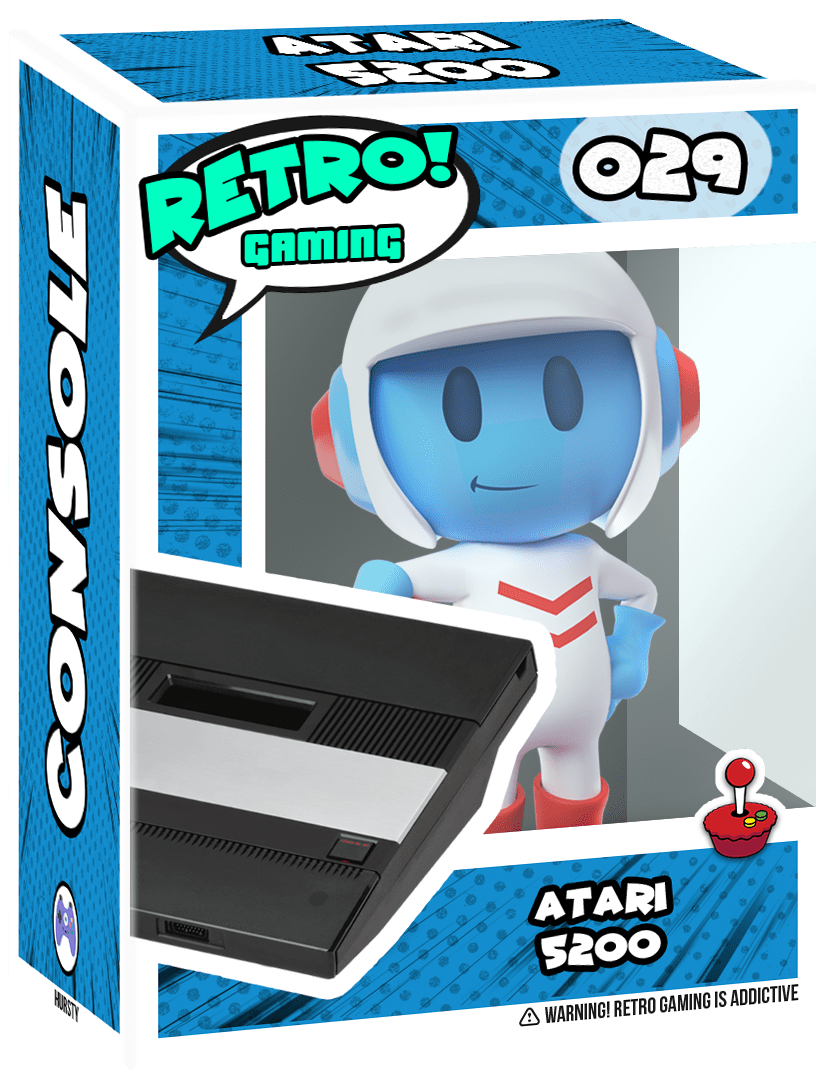 ATARI
5200
RETRO!
GAMING
029
CONSOLE
ATARI
5200
HURSTY
WARNING! RETRO GAMING IS ADDICTIVE